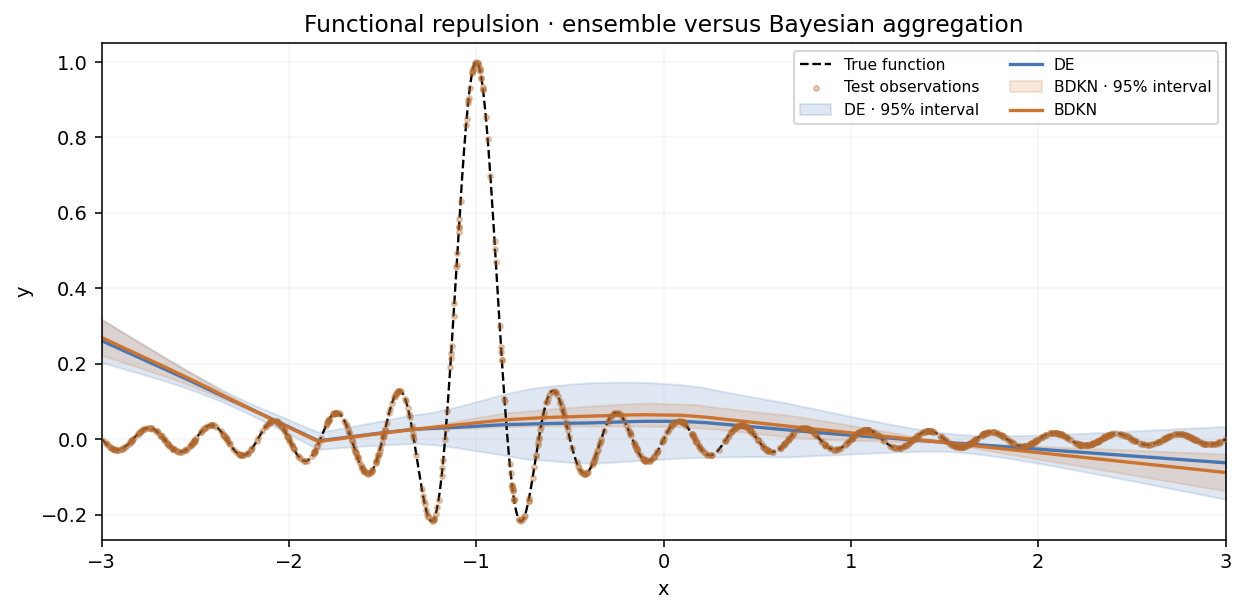 Functional repulsion · ensemble versus Bayesian aggregation
True function
Test observations
DE · 95% interval
DE
BDKN · 95% interval
BDKN
y
1.0
0.8
0.6
0.4
0.2
0.0
−0.2
−3
−2
−1
0
1
2
3
x